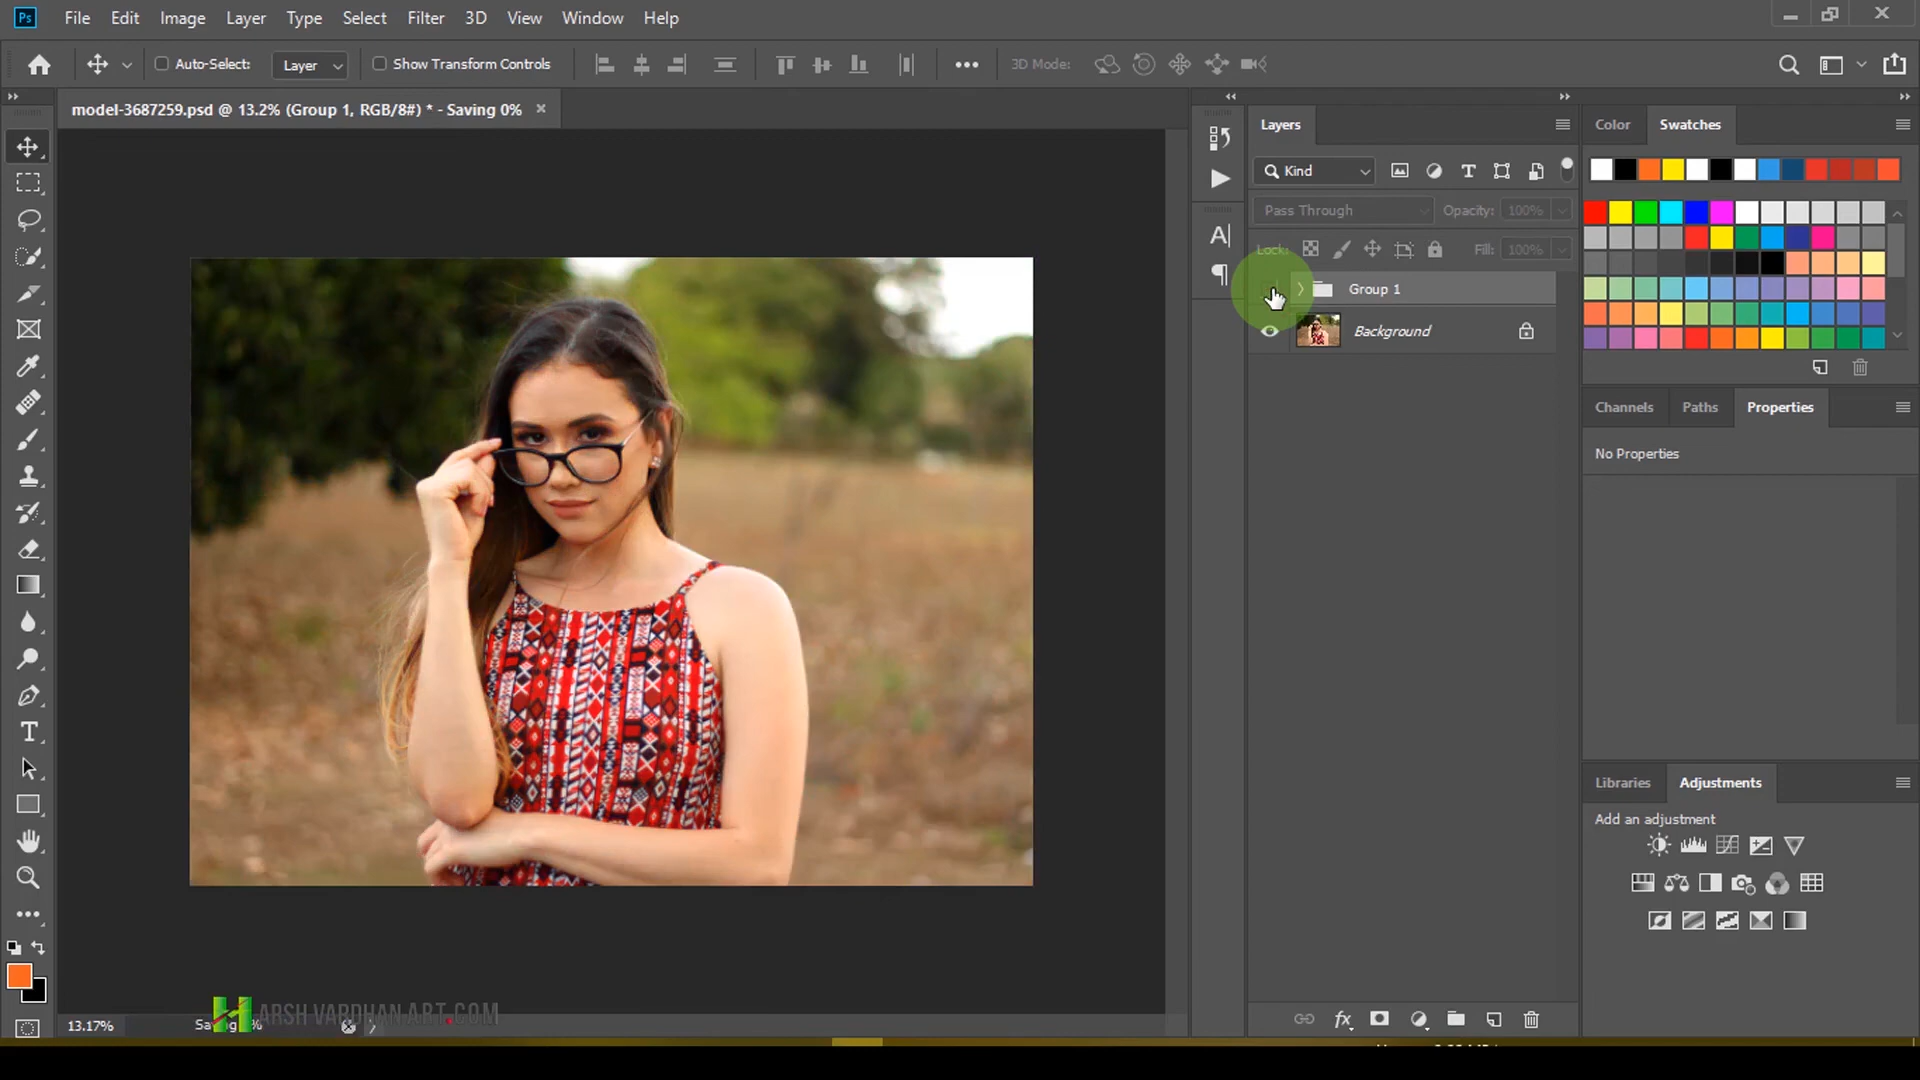 Ps File Edit Image Layer Type Select Filter 3D View Window Help
Auto-Select: Layer Show Transform Controls 3D Mode:
model-3687259.psd @ 13.2% (Group 1, RGB/8#) * - Saving 0%
Layers
Color Swatches
Kind
Pass Through Opacity: 100%
Lock: Fill: 100%
Group 1
Background
Channels Paths Properties
No Properties
Libraries Adjustments
Add an adjustment
ARSH VARDHAN ART.COM
13.17%